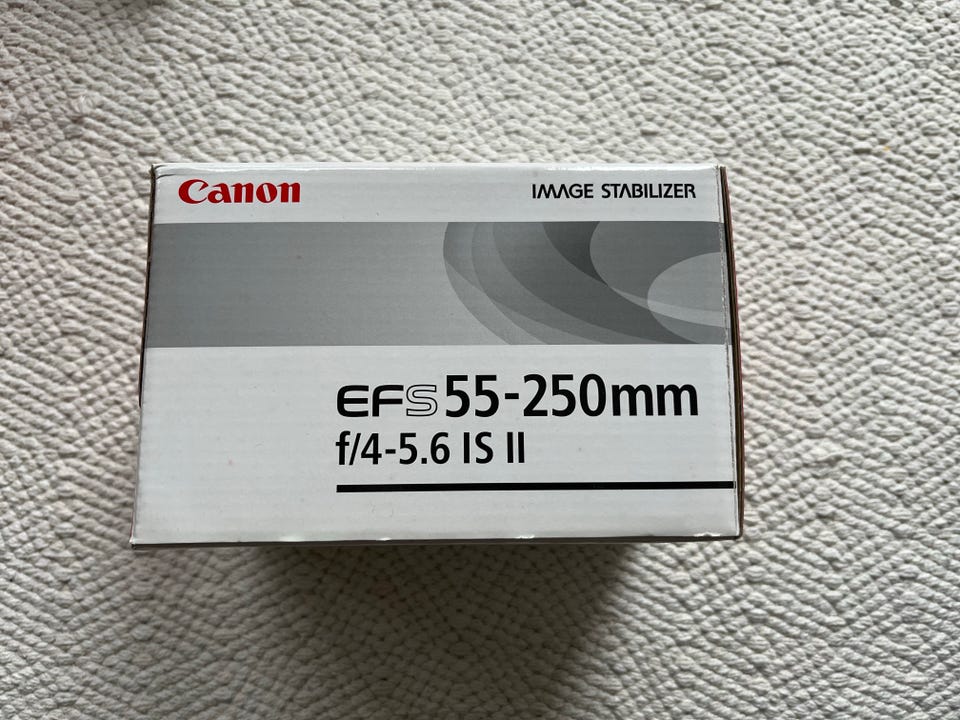 Canon
IMAGE STABILIZER
EFS 55-250mm
f/4-5.6 IS II